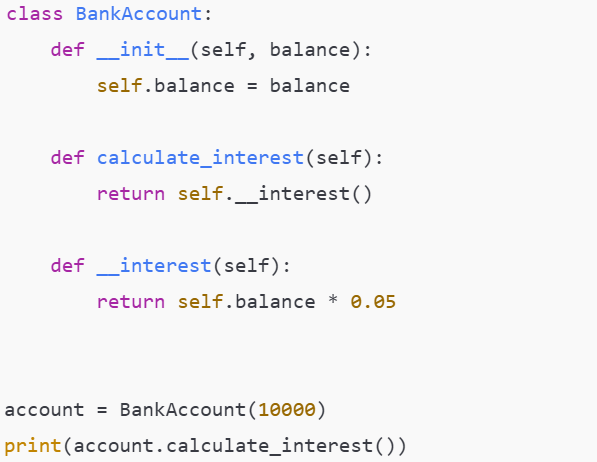 class BankAccount:
    def __init__(self, balance):
        self.balance = balance

    def calculate_interest(self):
        return self.__interest()

    def __interest(self):
        return self.balance * 0.05


account = BankAccount(10000)
print(account.calculate_interest())